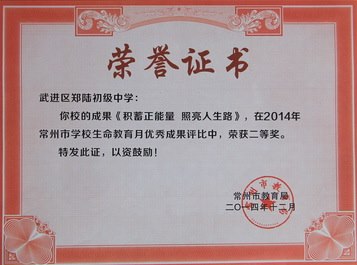 荣誉证书
武进区郑陆初级中学：
你校的成果《积蓄正能量 照亮人生路》，在2014年
常州市学校生命教育月优秀成果评比中，荣获二等奖。
特发此证，以资鼓励！
常州市教育局
二〇一四年十二月